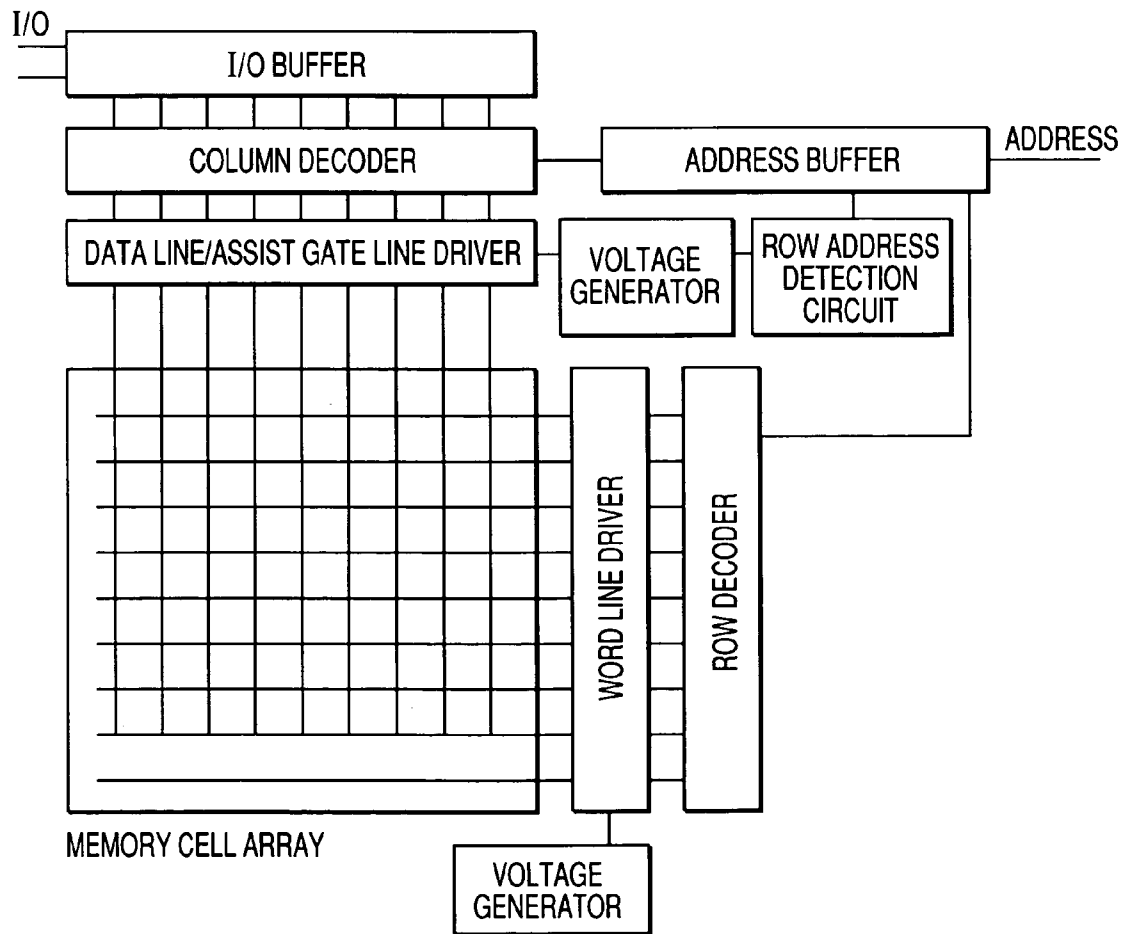 I/O
I/O BUFFER
COLUMN DECODER
ADDRESS BUFFER
ADDRESS
DATA LINE/ASSIST GATE LINE DRIVER
VOLTAGE
GENERATOR
ROW ADDRESS
DETECTION
CIRCUIT
WORD LINE DRIVER
ROW DECODER
MEMORY CELL ARRAY
VOLTAGE
GENERATOR